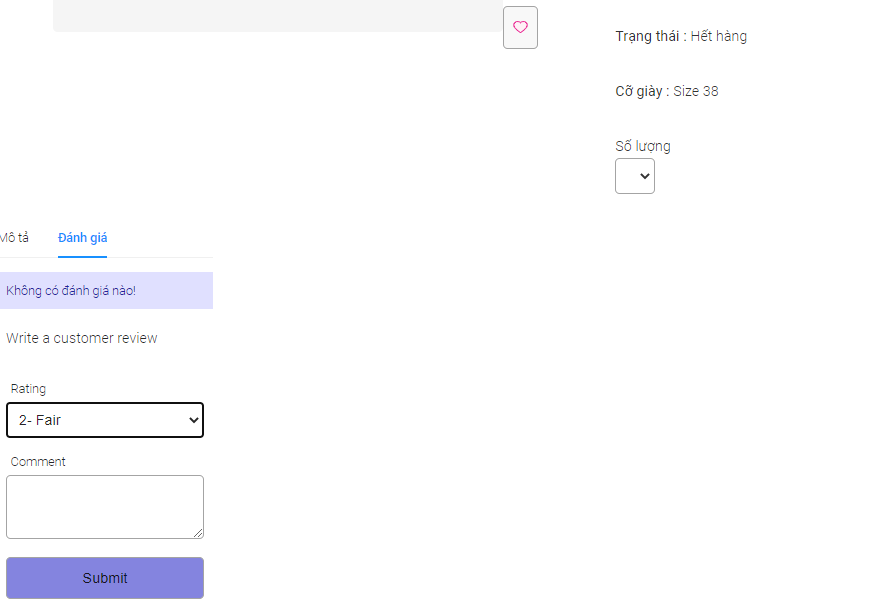 Trạng thái : Hết hàng
Cỡ giày : Size 38
Số lượng
Mô tả Đánh giá
Không có đánh giá nào!
Write a customer review
Rating
2- Fair
Comment
Submit